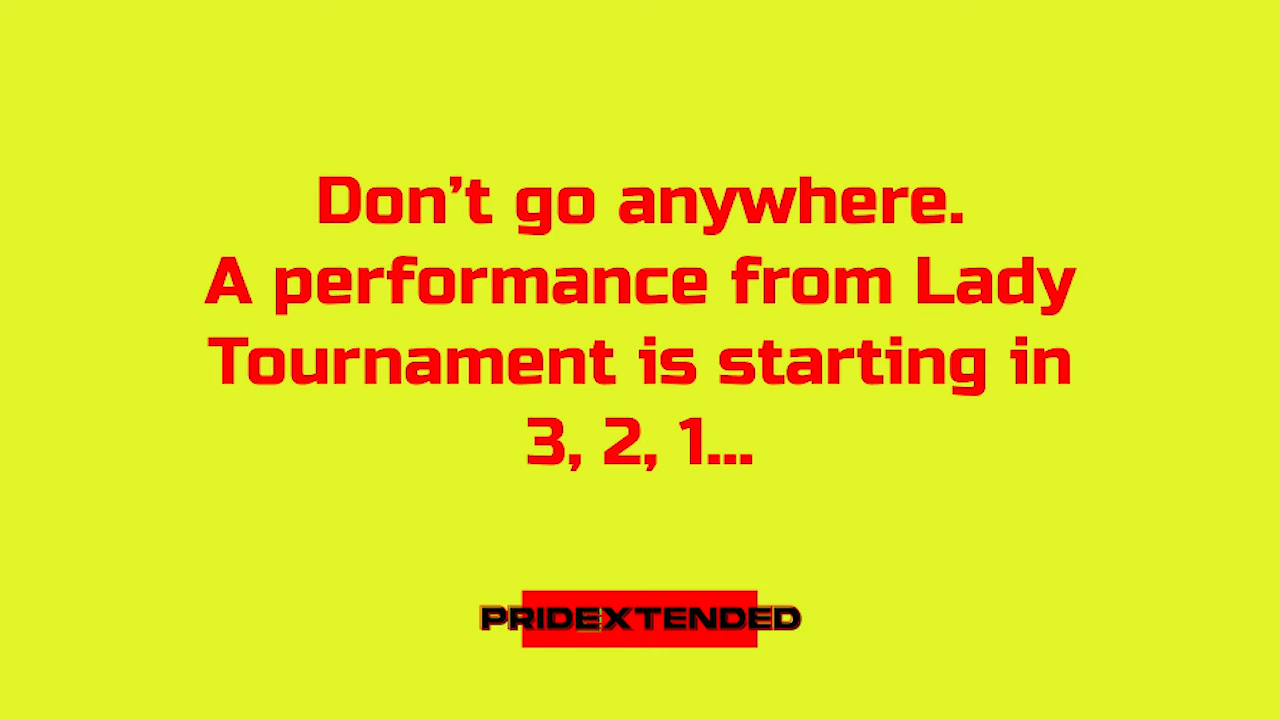 Don’t go anywhere.
A performance from Lady
Tournament is starting in
3, 2, 1...
PRIDEXTENDED